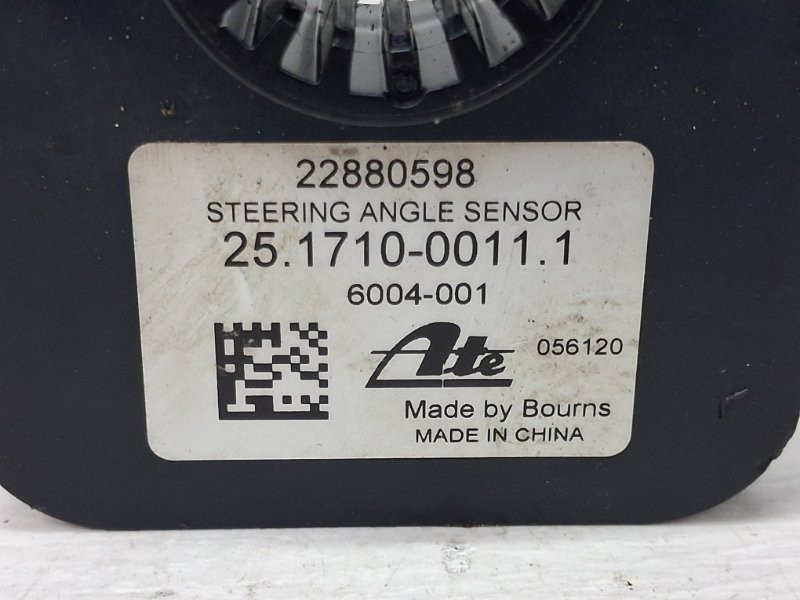 22880598
STEERING ANGLE SENSOR
25.1710-0011.1
6004-001
Ate 056120
Made by Bourns
MADE IN CHINA